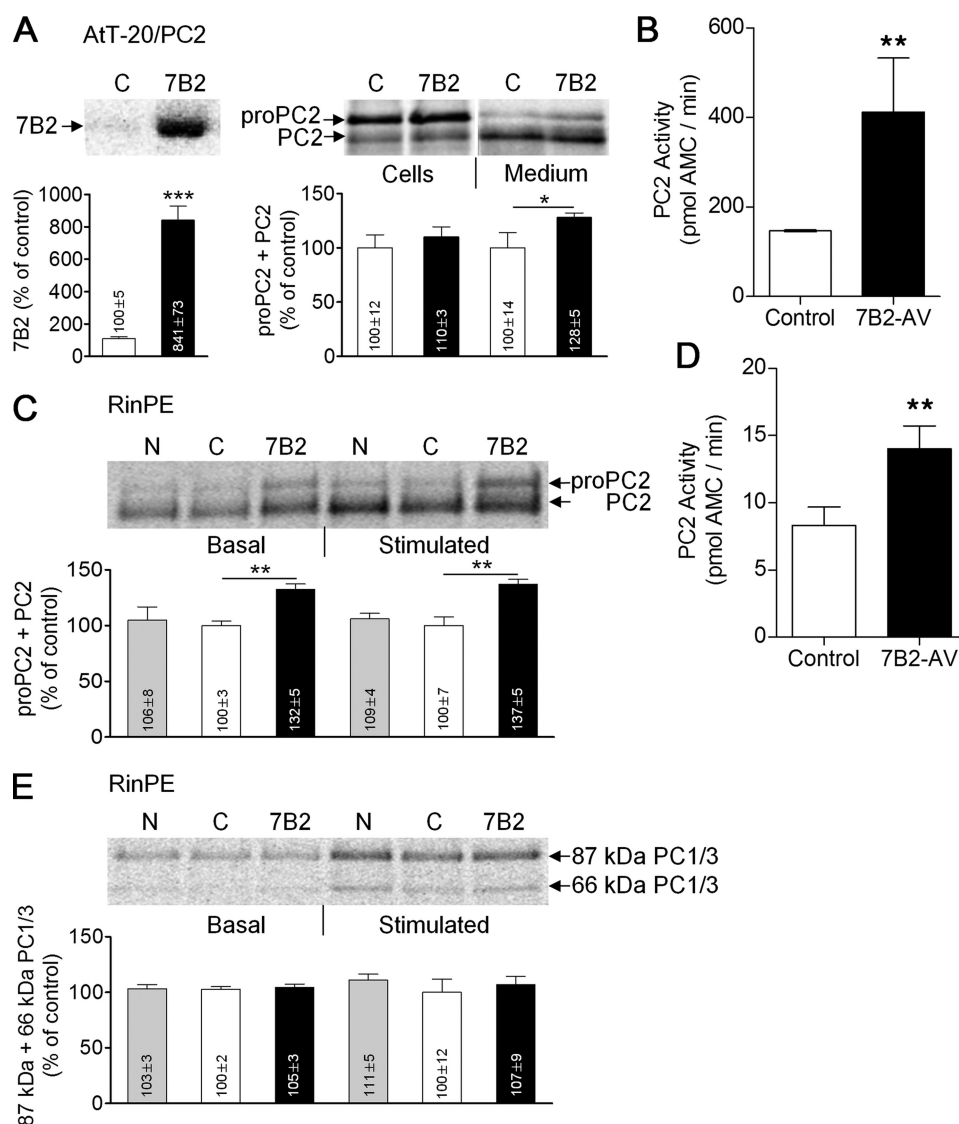 A
AtT-20/PC2
C 7B2
7B2
7B2 (% of control)
1000
800
600
400
200
0
***
100±5
841±73
C 7B2 C 7B2
proPC2
PC2
Cells Medium
proPC2 + PC2
(% of control)
150
100
50
0
*
100±12
110±3
100±14
128±5
B
PC2 Activity
(pmol AMC / min)
600
400
200
0
**
Control 7B2-AV
C
RinPE
N C 7B2 N C 7B2
proPC2
PC2
Basal Stimulated
proPC2 + PC2
(% of control)
150
100
50
0
** **
106±8
100±3
132±5
109±4
100±7
137±5
D
PC2 Activity
(pmol AMC / min)
20
15
10
5
0
**
Control 7B2-AV
E
RinPE
N C 7B2 N C 7B2
87 kDa PC1/3
66 kDa PC1/3
Basal Stimulated
87 kDa + 66 kDa PC1/3
(% of control)
150
100
50
0
103±3
100±2
105±3
111±5
100±12
107±9